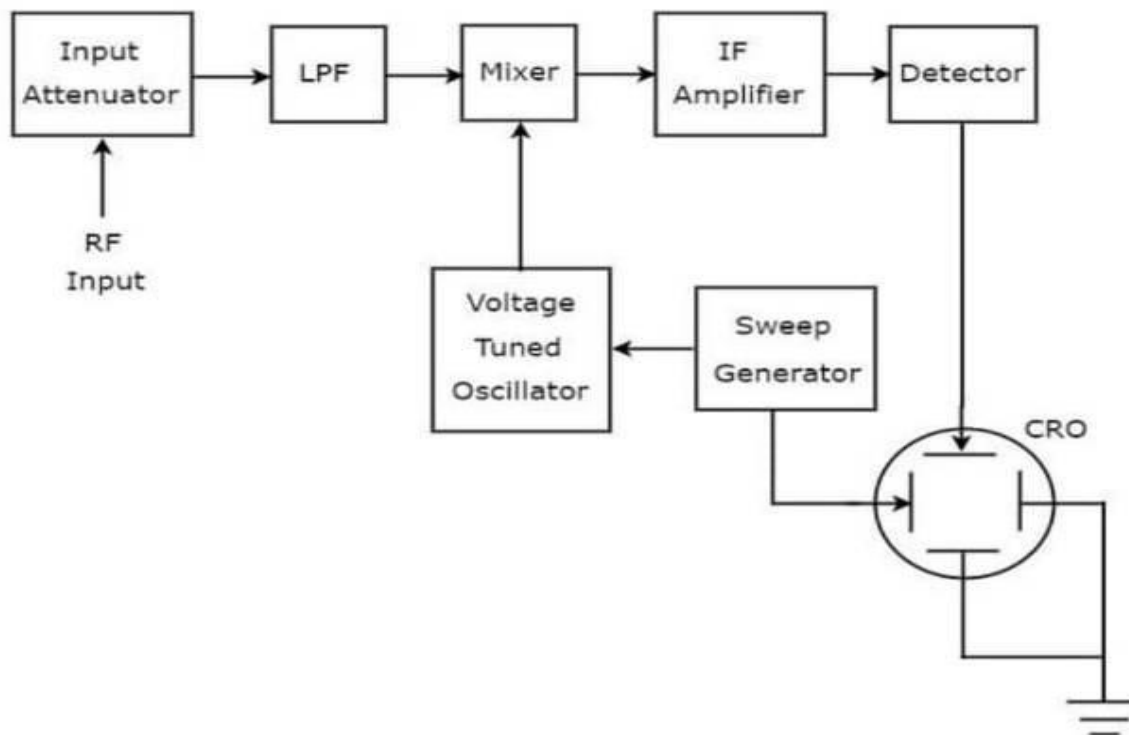 Input
Attenuator
LPF
Mixer
IF
Amplifier
Detector
RF
Input
Voltage
Tuned
Oscillator
Sweep
Generator
CRO